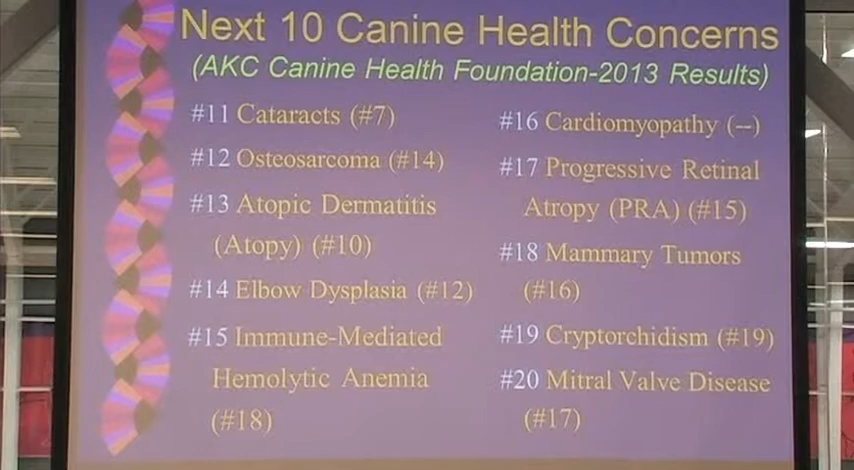 Next 10 Canine Health Concerns
(AKC Canine Health Foundation-2013 Results)
#11 Cataracts (#7)
#12 Osteosarcoma (#14)
#13 Atopic Dermatitis
(Atopy) (#10)
#14 Elbow Dysplasia (#12)
#15 Immune-Mediated
Hemolytic Anemia
(#18)
#16 Cardiomyopathy (--)
#17 Progressive Retinal
Atropy (PRA) (#15)
#18 Mammary Tumors
(#16)
#19 Cryptorchidism (#19)
#20 Mitral Valve Disease
(#17)